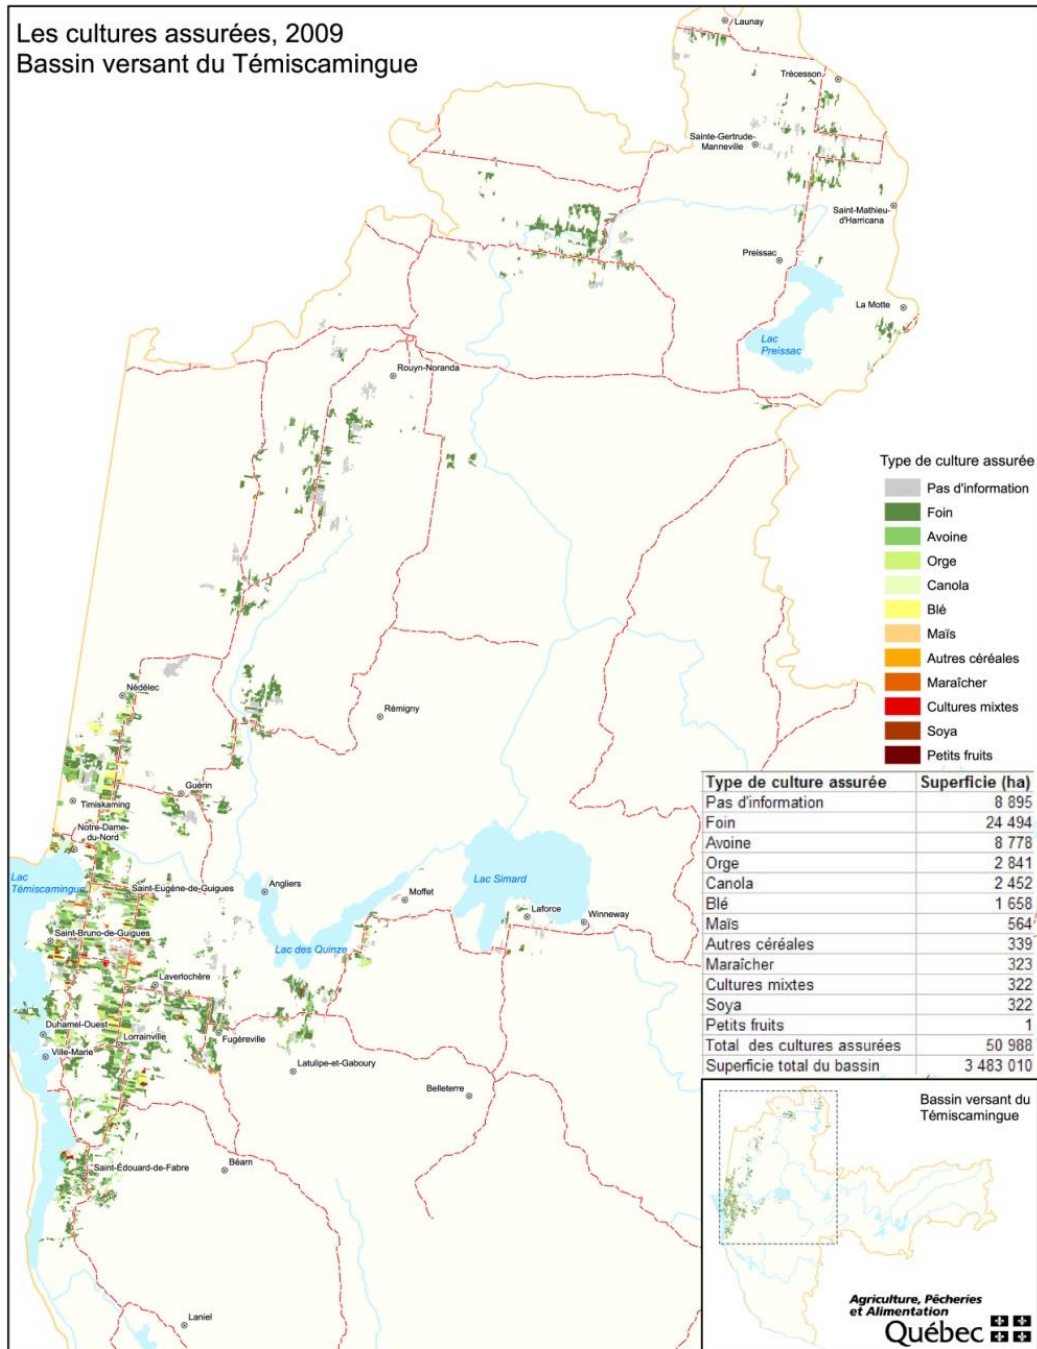 Les cultures assurées, 2009
Bassin versant du Témiscamingue
Launay
Trécesson
Sainte-Gertrude-
Manneville
Saint-Mathieu-
d'Harricana
Preissac
La Motte
Lac
Preissac
Rouyn-Noranda
Type de culture assurée
Pas d'information
Foin
Avoine
Orge
Canola
Blé
Maïs
Autres céréales
Maraîcher
Cultures mixtes
Soya
Petits fruits
Nédélec
Rémigny
Guérin
Timiskaming
Notre-Dame-
du-Nord
Lac
Témiscamingue
Saint-Eugène-de-Guigues
Angliers
Moffet
Lac Simard
Laforce
Winneway
Saint-Bruno-de-Guigues
Lac des Quinze
Laverlochère
Duhamel-Ouest
Lorrainville
Fugèreville
Ville-Marie
Latulipe-et-Gaboury
Belleterre
Saint-Édouard-de-Fabre
Béarn
Laniel
Type de culture assurée Superficie (ha)
Pas d'information 8 895
Foin 24 494
Avoine 8 778
Orge 2 841
Canola 2 452
Blé 1 658
Maïs 564
Autres céréales 339
Maraîcher 323
Cultures mixtes 322
Soya 322
Petits fruits 1
Total des cultures assurées 50 988
Superficie total du bassin 3 483 010
Bassin versant du
Témiscamingue
Agriculture, Pêcheries
et Alimentation
Québec